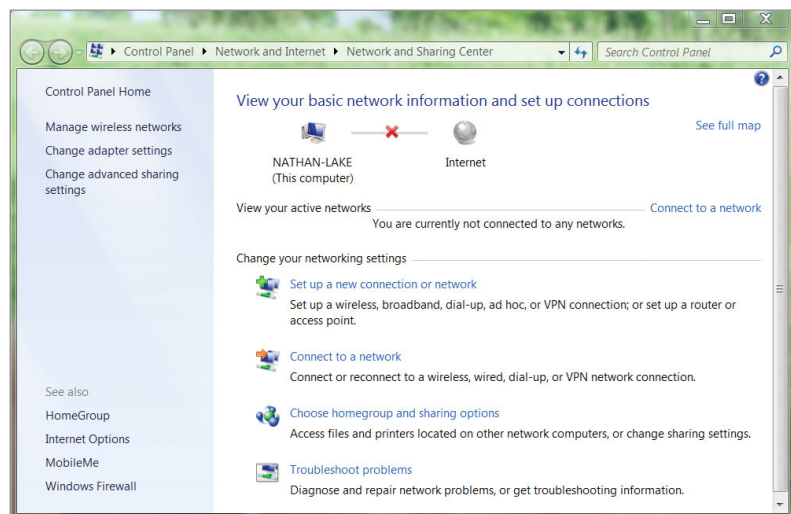 Control Panel Network and Internet Network and Sharing Center Search Control Panel
Control Panel Home
Manage wireless networks
Change adapter settings
Change advanced sharing
settings
See also
HomeGroup
Internet Options
MobileMe
Windows Firewall
View your basic network information and set up connections
See full map
NATHAN-LAKE
(This computer)
Internet
View your active networks Connect to a network
You are currently not connected to any networks.
Change your networking settings
Set up a new connection or network
Set up a wireless, broadband, dial-up, ad hoc, or VPN connection; or set up a router or
access point.
Connect to a network
Connect or reconnect to a wireless, wired, dial-up, or VPN network connection.
Choose homegroup and sharing options
Access files and printers located on other network computers, or change sharing settings.
Troubleshoot problems
Diagnose and repair network problems, or get troubleshooting information.